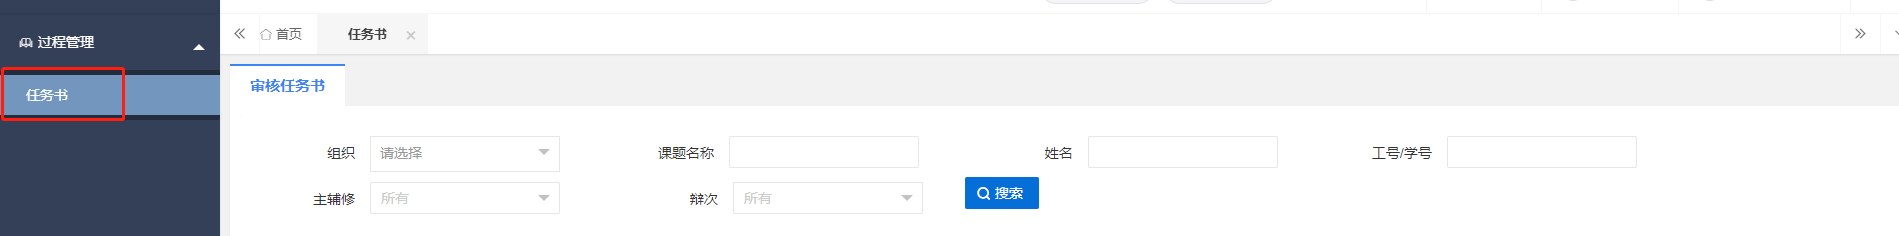 过程管理
任务书
首页
任务书
审核任务书
组织 请选择 课题名称 姓名 工号/学号
主辅修 所有 辩次 所有 搜索